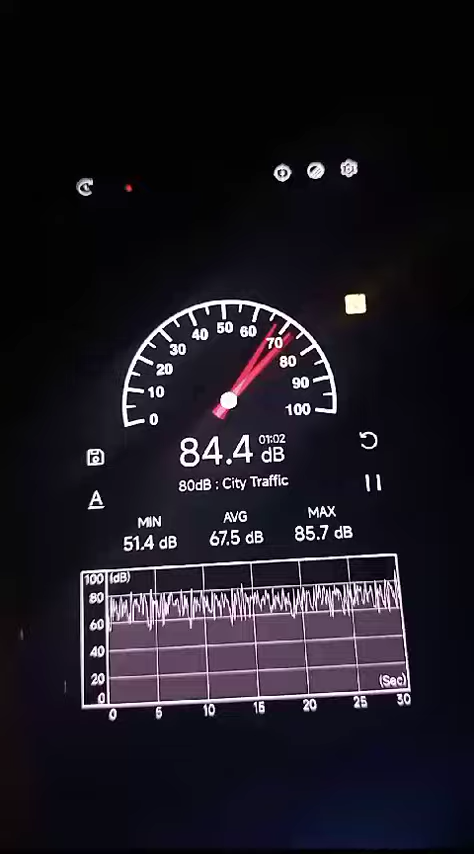 0
10
20
30
40
50
60
70
80
90
100
84.4 dB
01:02
80dB : City Traffic
A
MIN
51.4 dB
AVG
67.5 dB
MAX
85.7 dB
100 (dB)
80
60
40
20
0
(Sec)
0 5 10 15 20 25 30